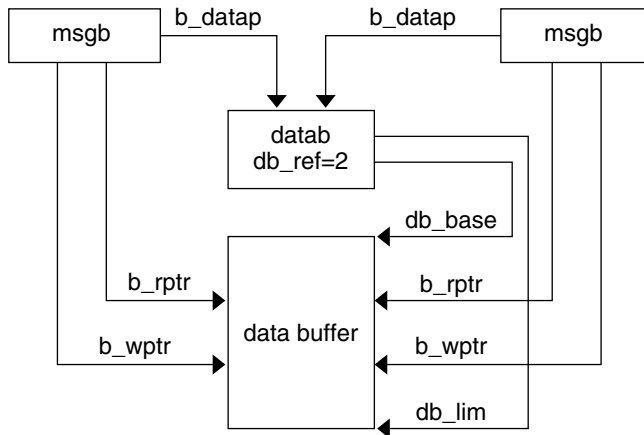 msgb
b_datap
b_datap
msgb
datab
db_ref=2
db_base
b_rptr
b_rptr
data buffer
b_wptr
b_wptr
db_lim